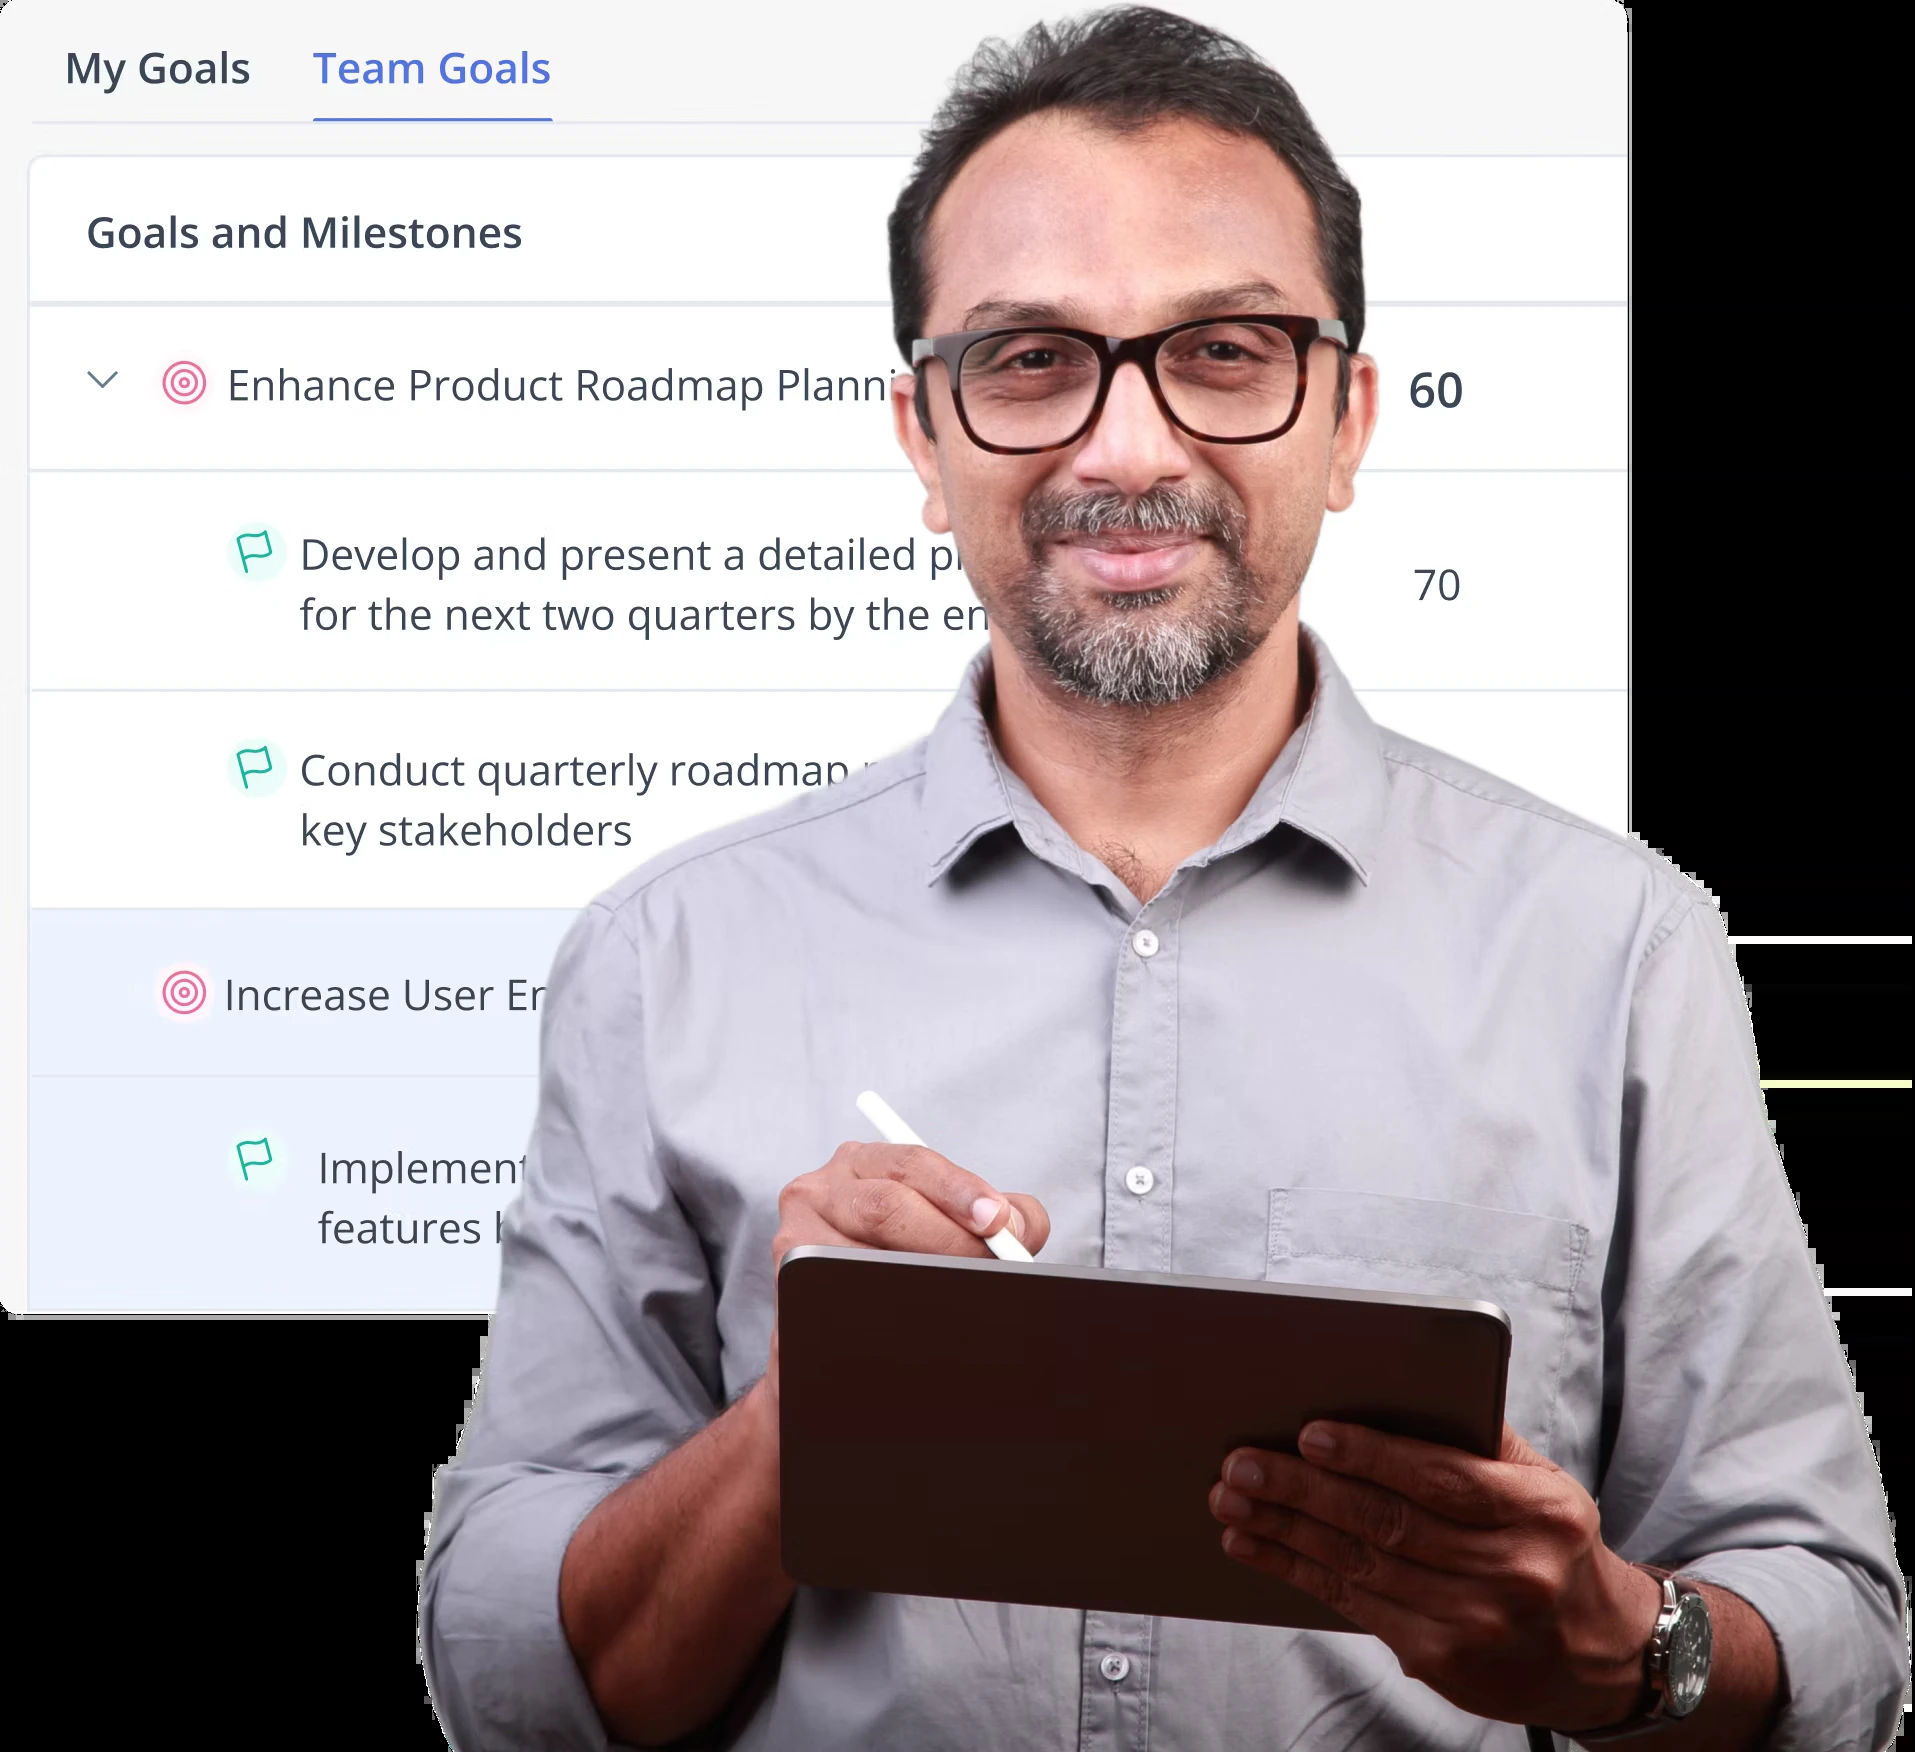 My Goals Team Goals
Goals and Milestones
Enhance Product Roadmap
60
Develop and present a detailed
for the next two quarters by the
70
Conduct quarterly roadmap
key stakeholders
Increase User
Implement
features